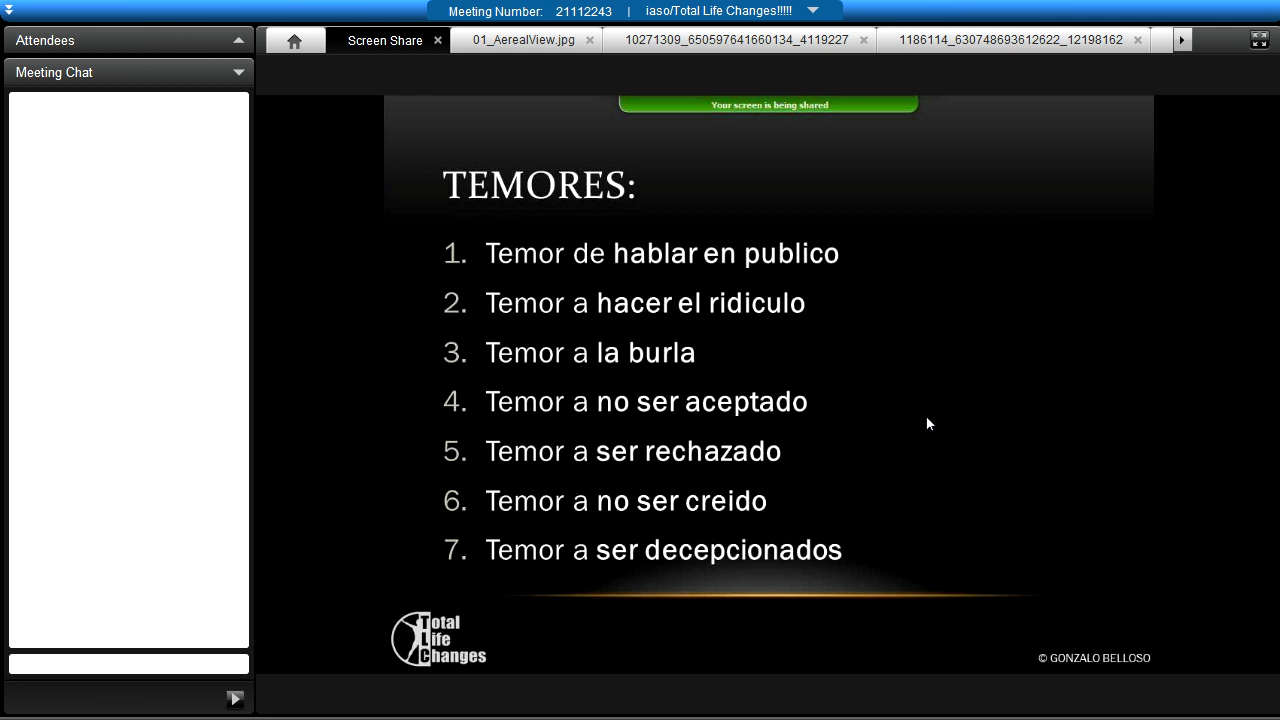 Meeting Number: 21112243 | iaso/Total Life Changes!!!!!
Attendees
Meeting Chat
Screen Share
01_AerealView.jpg
10271309_650597641660134_4119227
1186114_630748693612622_12198162
Your screen is being shared
TEMORES:
1. Temor de hablar en publico
2. Temor a hacer el ridiculo
3. Temor a la burla
4. Temor a no ser aceptado
5. Temor a ser rechazado
6. Temor a no ser creido
7. Temor a ser decepcionados
Total
Life
Changes
© GONZALO BELLOSO